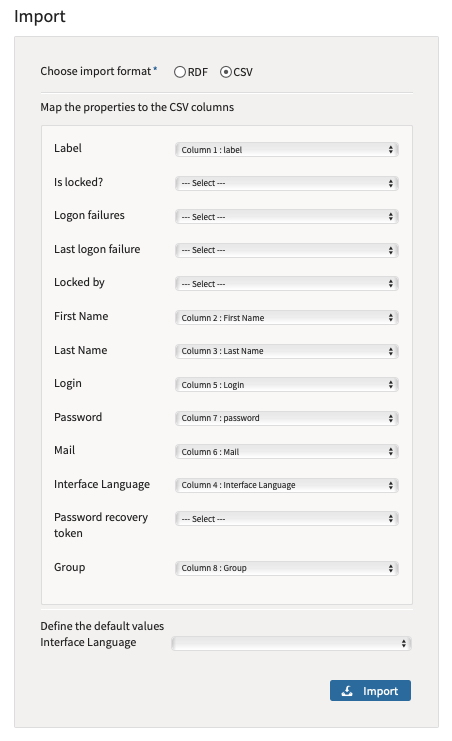 Import
Choose import format* RDF CSV
Map the properties to the CSV columns
Label Column 1 : label
Is locked? --- Select ---
Logon failures --- Select ---
Last logon failure --- Select ---
Locked by --- Select ---
First Name Column 2 : First Name
Last Name Column 3 : Last Name
Login Column 5 : Login
Password Column 7 : password
Mail Column 6 : Mail
Interface Language Column 4 : Interface Language
Password recovery --- Select ---
token
Group Column 8 : Group
Define the default values
Interface Language
Import